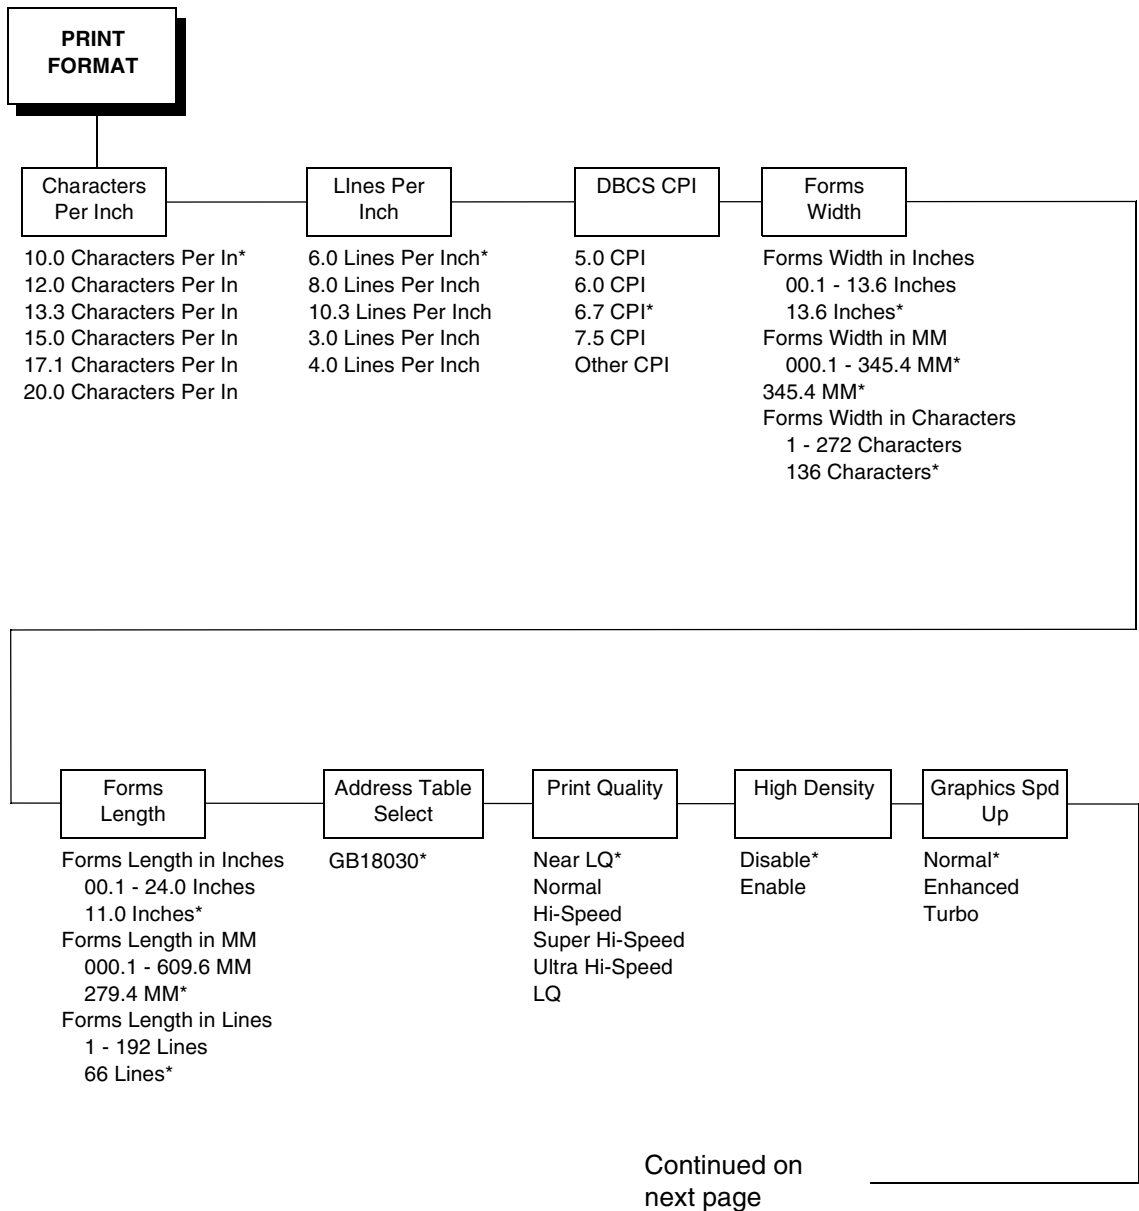 PRINT
FORMAT
Characters
Per Inch
10.0 Characters Per In*
12.0 Characters Per In
13.3 Characters Per In
15.0 Characters Per In
17.1 Characters Per In
20.0 Characters Per In
LInes Per
Inch
6.0 Lines Per Inch*
8.0 Lines Per Inch
10.3 Lines Per Inch
3.0 Lines Per Inch
4.0 Lines Per Inch
DBCS CPI
5.0 CPI
6.0 CPI
6.7 CPI*
7.5 CPI
Other CPI
Forms
Width
Forms Width in Inches
00.1 - 13.6 Inches
13.6 Inches*
Forms Width in MM
000.1 - 345.4 MM*
345.4 MM*
Forms Width in Characters
1 - 272 Characters
136 Characters*
Forms
Length
Forms Length in Inches
00.1 - 24.0 Inches
11.0 Inches*
Forms Length in MM
000.1 - 609.6 MM
279.4 MM*
Forms Length in Lines
1 - 192 Lines
66 Lines*
Address Table
Select
GB18030*
Print Quality
Near LQ*
Normal
Hi-Speed
Super Hi-Speed
Ultra Hi-Speed
LQ
High Density
Disable*
Enable
Graphics Spd
Up
Normal*
Enhanced
Turbo
Continued on
next page